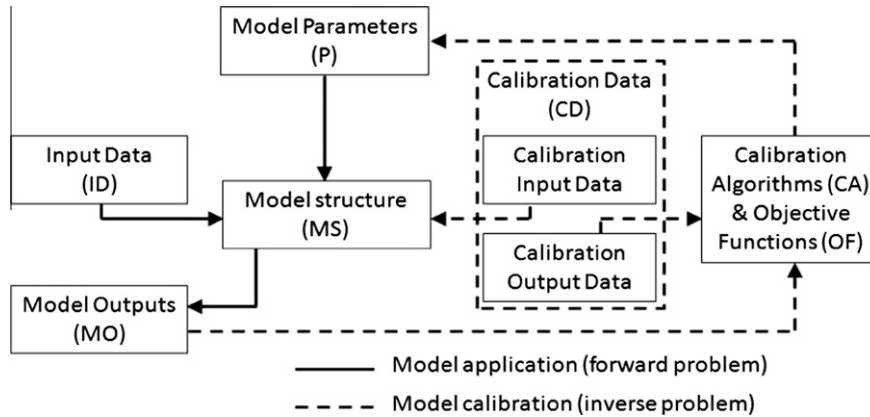 Model Parameters
(P)
Calibration Data
(CD)
Input Data
(ID)
Calibration
Input Data
Calibration
Algorithms (CA)
& Objective
Functions (OF)
Model structure
(MS)
Calibration
Output Data
Model Outputs
(MO)
Model application (forward problem)
Model calibration (inverse problem)